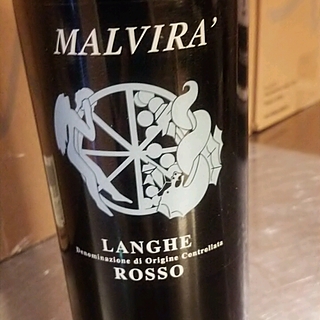 MALVIRA'
LANGHE
Denominazione di Origine Controllata
ROSSO